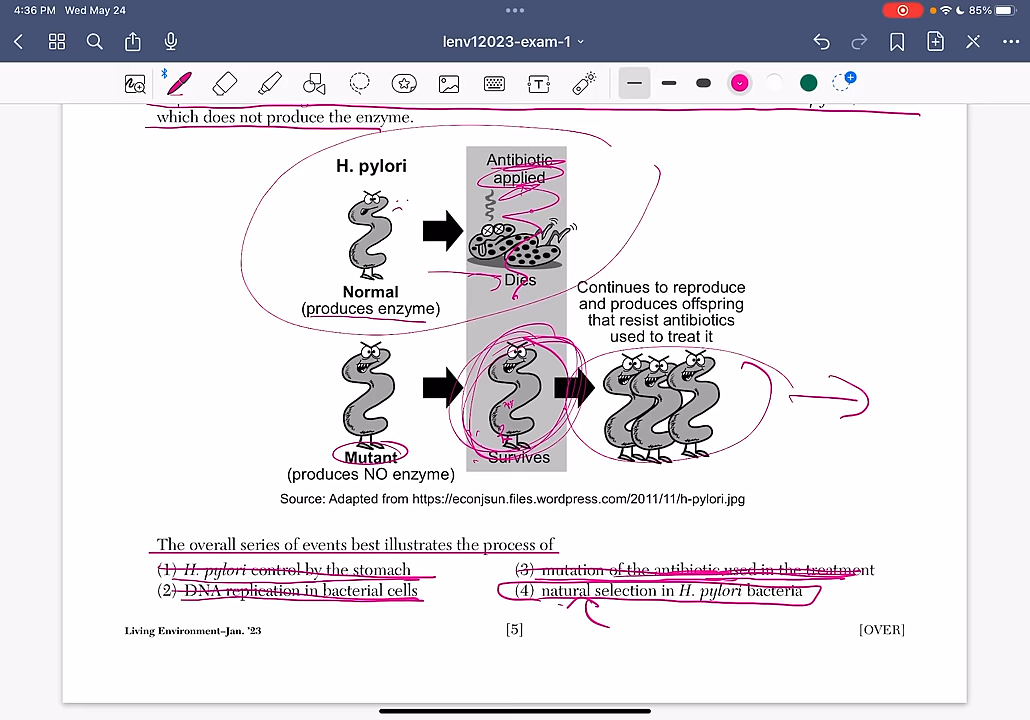 4:36 PM Wed May 24
85%
lenv12023-exam-1
which does not produce the enzyme.
H. pylori
Antibiotic
applied
Dies
Normal
(produces enzyme)
Continues to reproduce
and produces offspring
that resist antibiotics
used to treat it
Mutant
(produces NO enzyme)
Survives
Source: Adapted from https://econjsun.files.wordpress.com/2011/11/h-pylori.jpg
The overall series of events best illustrates the process of
(1) H. pylori control by the stomach
(2) DNA replication in bacterial cells
(3) mutation of the antibiotic used in the treatment
(4) natural selection in H. pylori bacteria
Living Environment–Jan. ’23
[5]
[OVER]